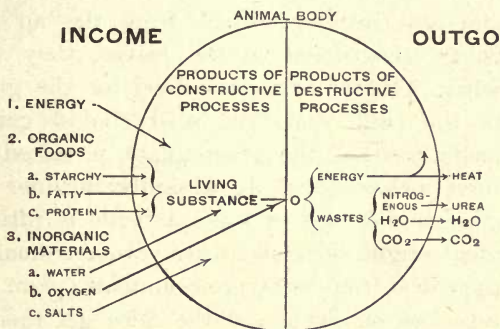 ANIMAL BODY
INCOME
OUTGO
PRODUCTS OF
CONSTRUCTIVE
PROCESSES
PRODUCTS OF
DESTRUCTIVE
PROCESSES
1. ENERGY
2. ORGANIC
FOODS
a. STARCHY
b. FATTY
c. PROTEIN
3. INORGANIC
MATERIALS
a. WATER
b. OXYGEN
c. SALTS
LIVING
SUBSTANCE
O
ENERGY
HEAT
WASTES
NITROG-
ENOUS
UREA
H2O
H2O
CO2
CO2